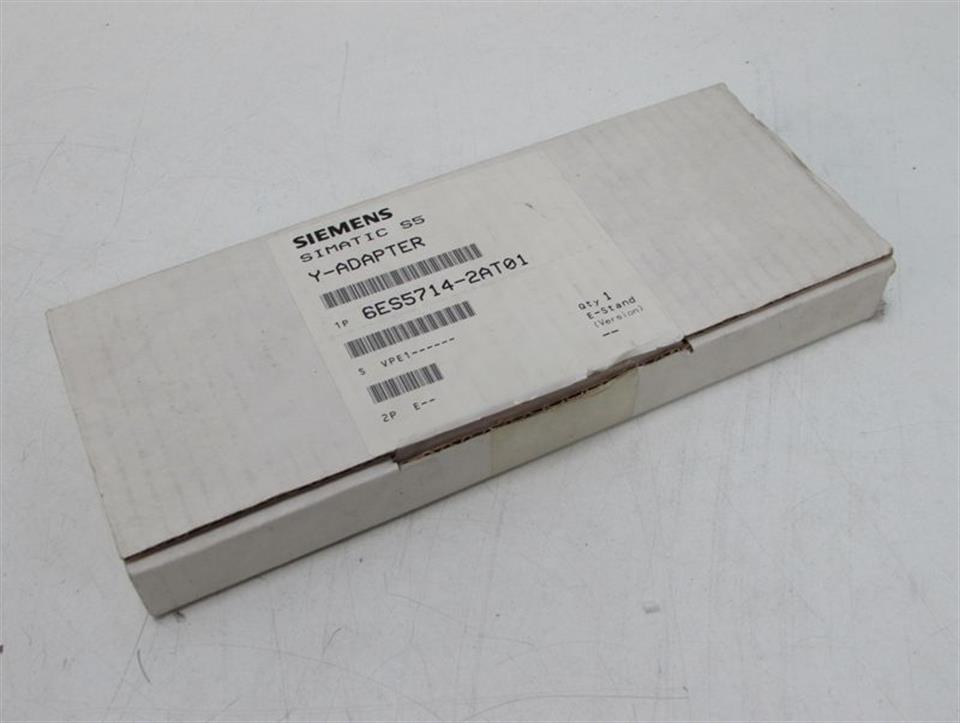 SIEMENS
SIMATIC S5
Y-ADAPTER
1P 6ES5714-2AT01
S VPE1------
2P E--
Qty 1
E-Stand
(Version)
--